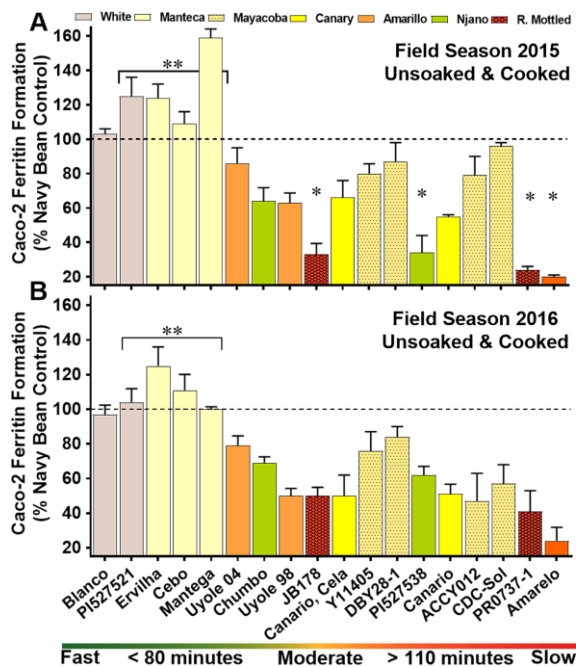 White Manteca Mayacoba Canary Amarillo Njano R. Mottled
A
Field Season 2015
Unsoaked & Cooked
Caco-2 Ferritin Formation
(% Navy Bean Control)
160
140
120
100
80
60
40
20
**
*
*
*
*
B
Field Season 2016
Unsoaked & Cooked
Caco-2 Ferritin Formation
(% Navy Bean Control)
160
140
120
100
80
60
40
20
**
Blanco
PI527521
Ervilha
Cebo
Mantega
Uyole 04
Chumbo
Uyole 98
JB178
Canario, Cela
Y11405
DBY28-1
PI527538
Canario
ACCY012
CDC-Sol
PR0737-1
Amarelo
Fast < 80 minutes Moderate > 110 minutes Slow